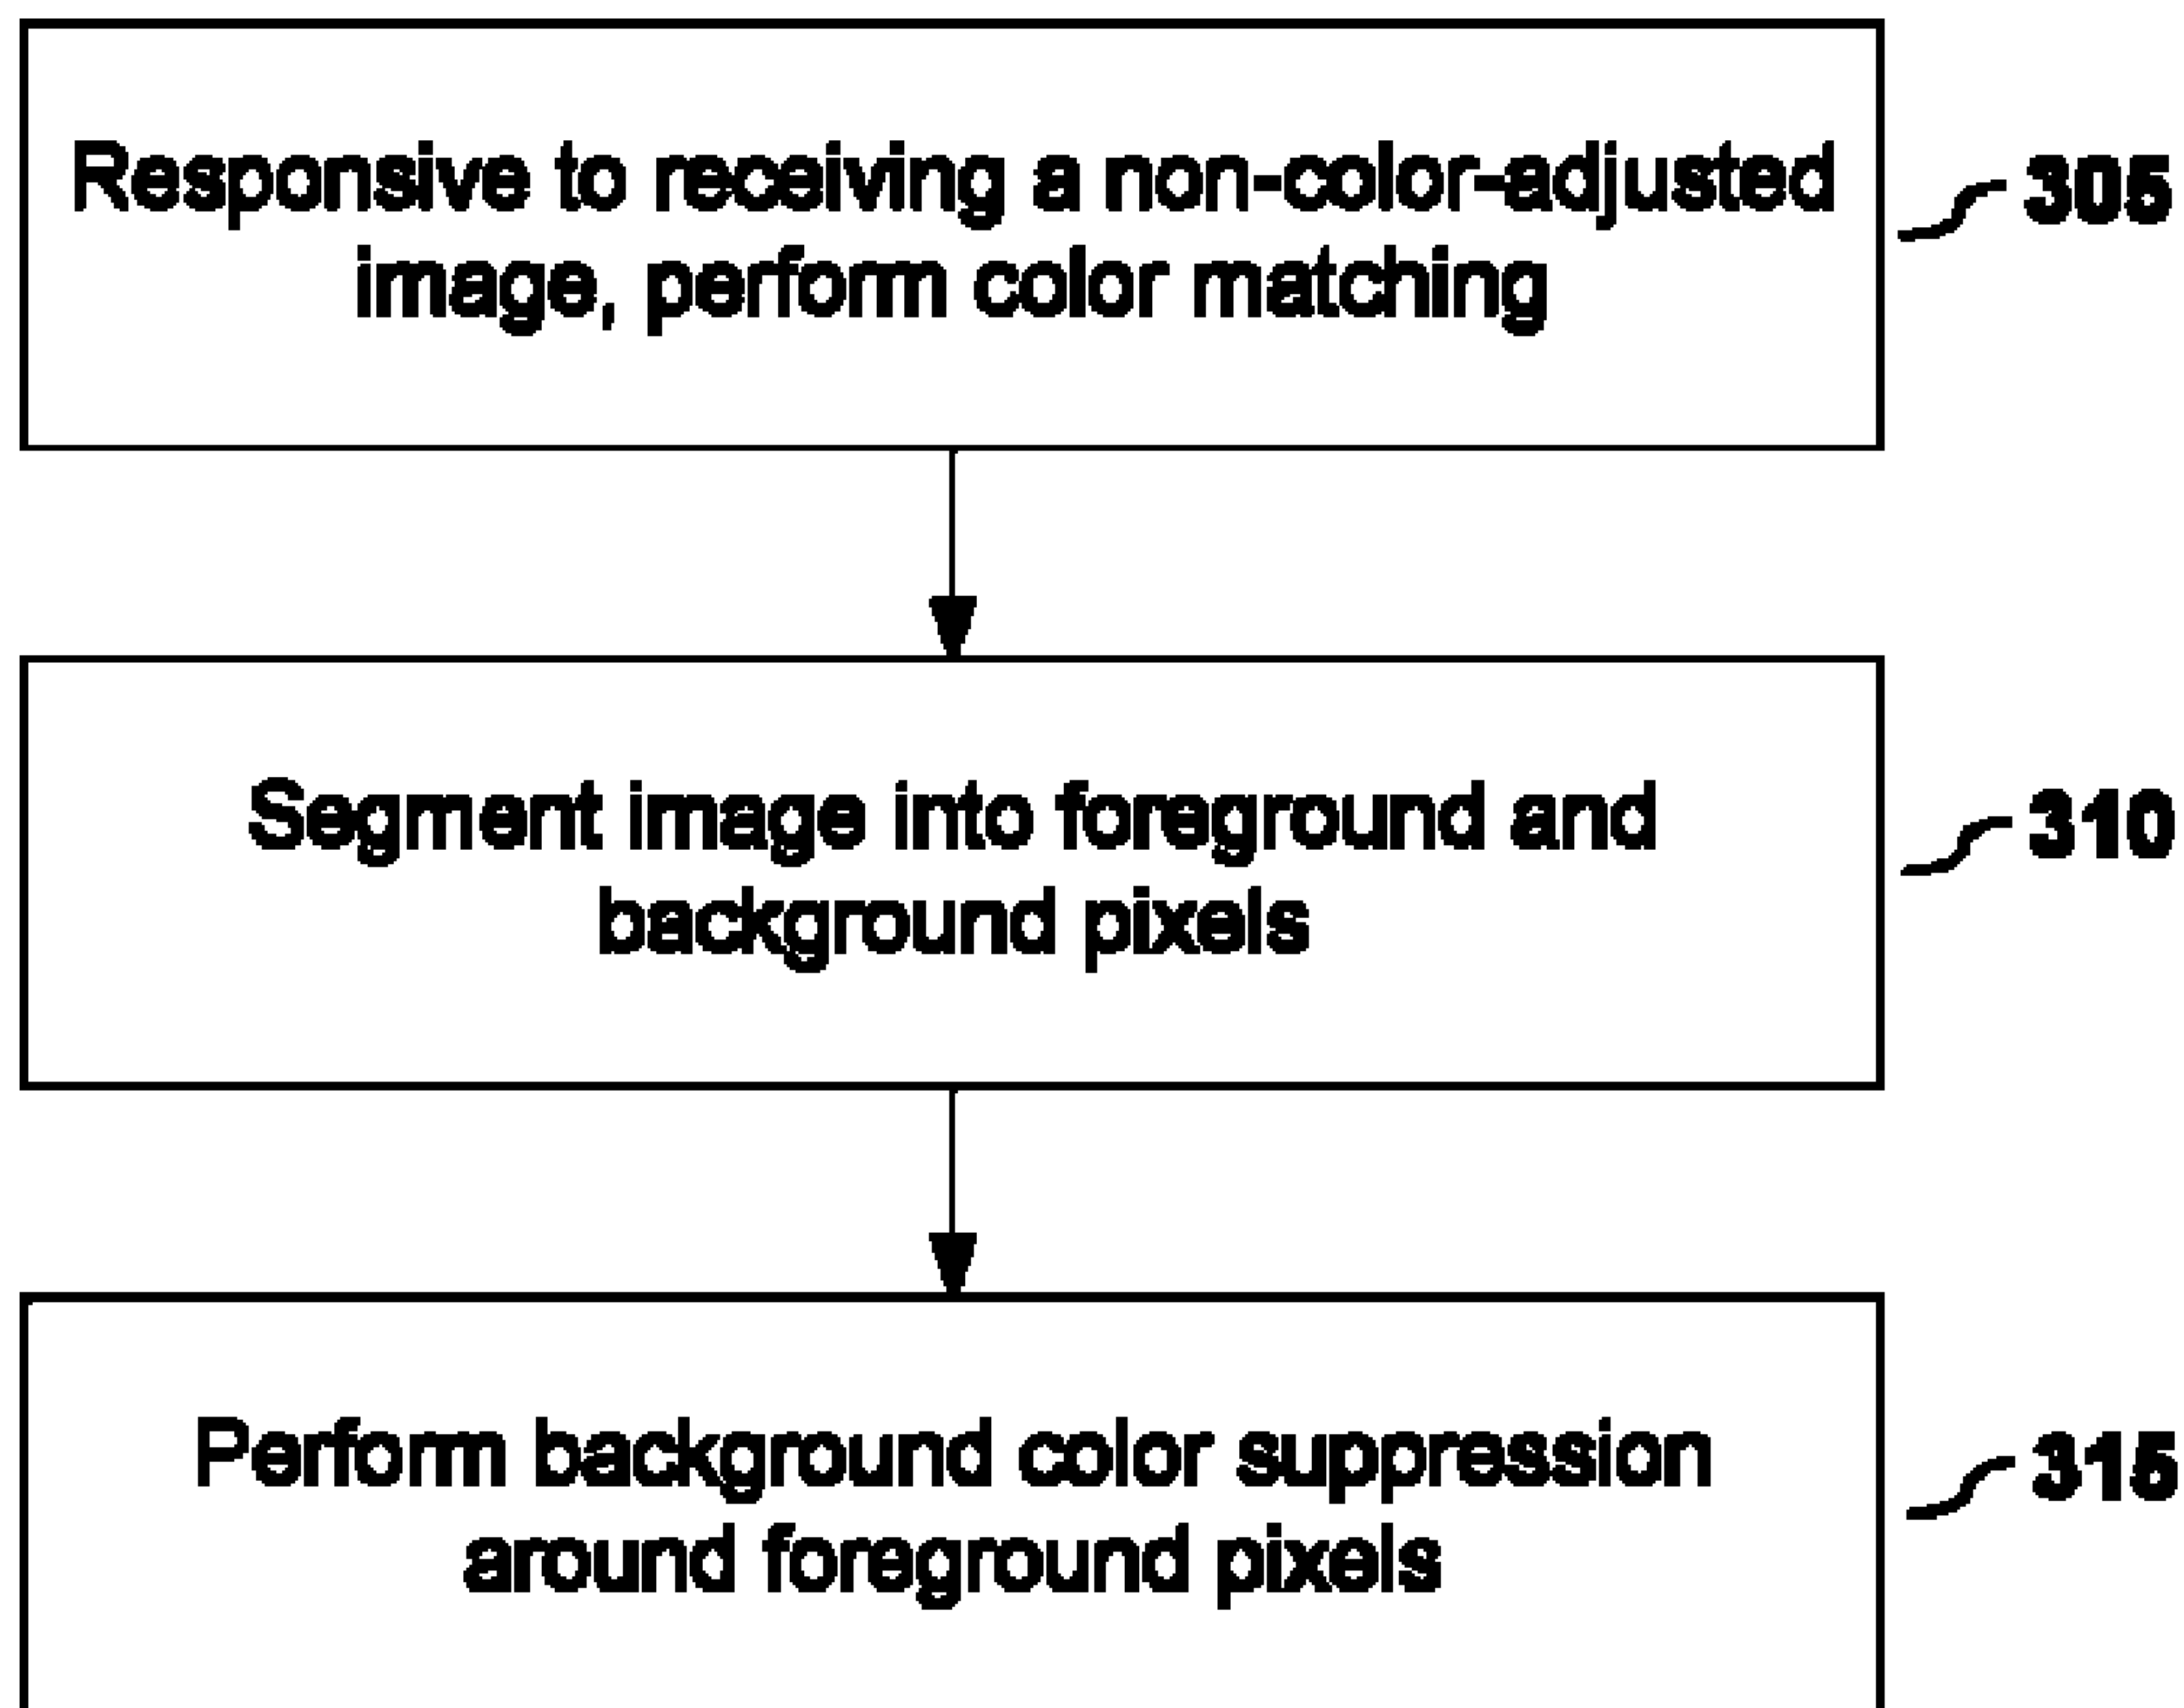 Responsive to receiving a non-color-adjusted
image, perform color matching
305
Segment image into foreground and
background pixels
310
Perform background color suppression
around foreground pixels
315